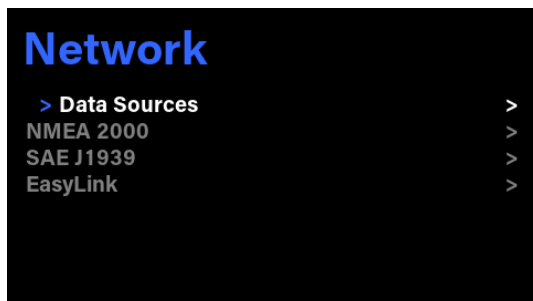 Network
> Data Sources >
NMEA 2000 >
SAE J1939 >
EasyLink >